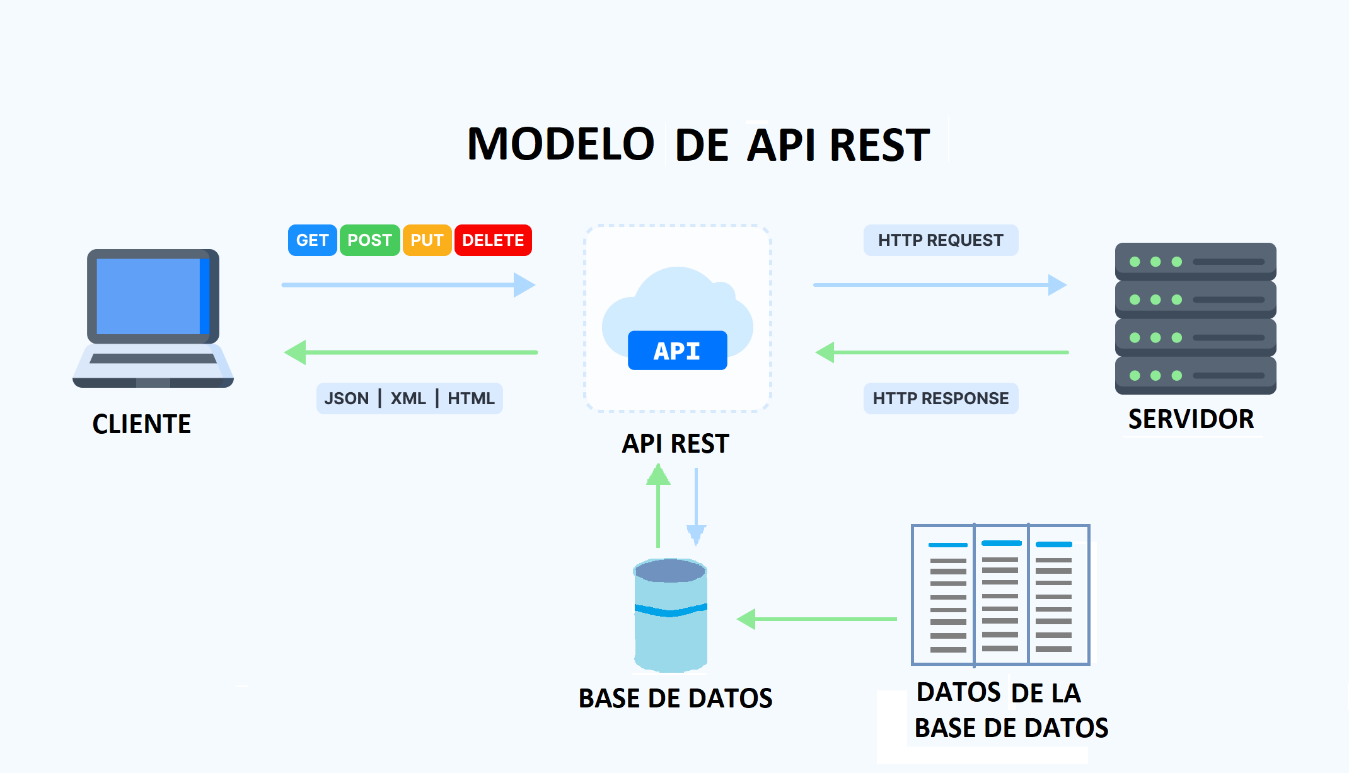 MODELO DE API REST
GET POST PUT DELETE
HTTP REQUEST
API
JSON | XML | HTML
HTTP RESPONSE
CLIENTE
SERVIDOR
API REST
BASE DE DATOS
DATOS DE LA
BASE DE DATOS